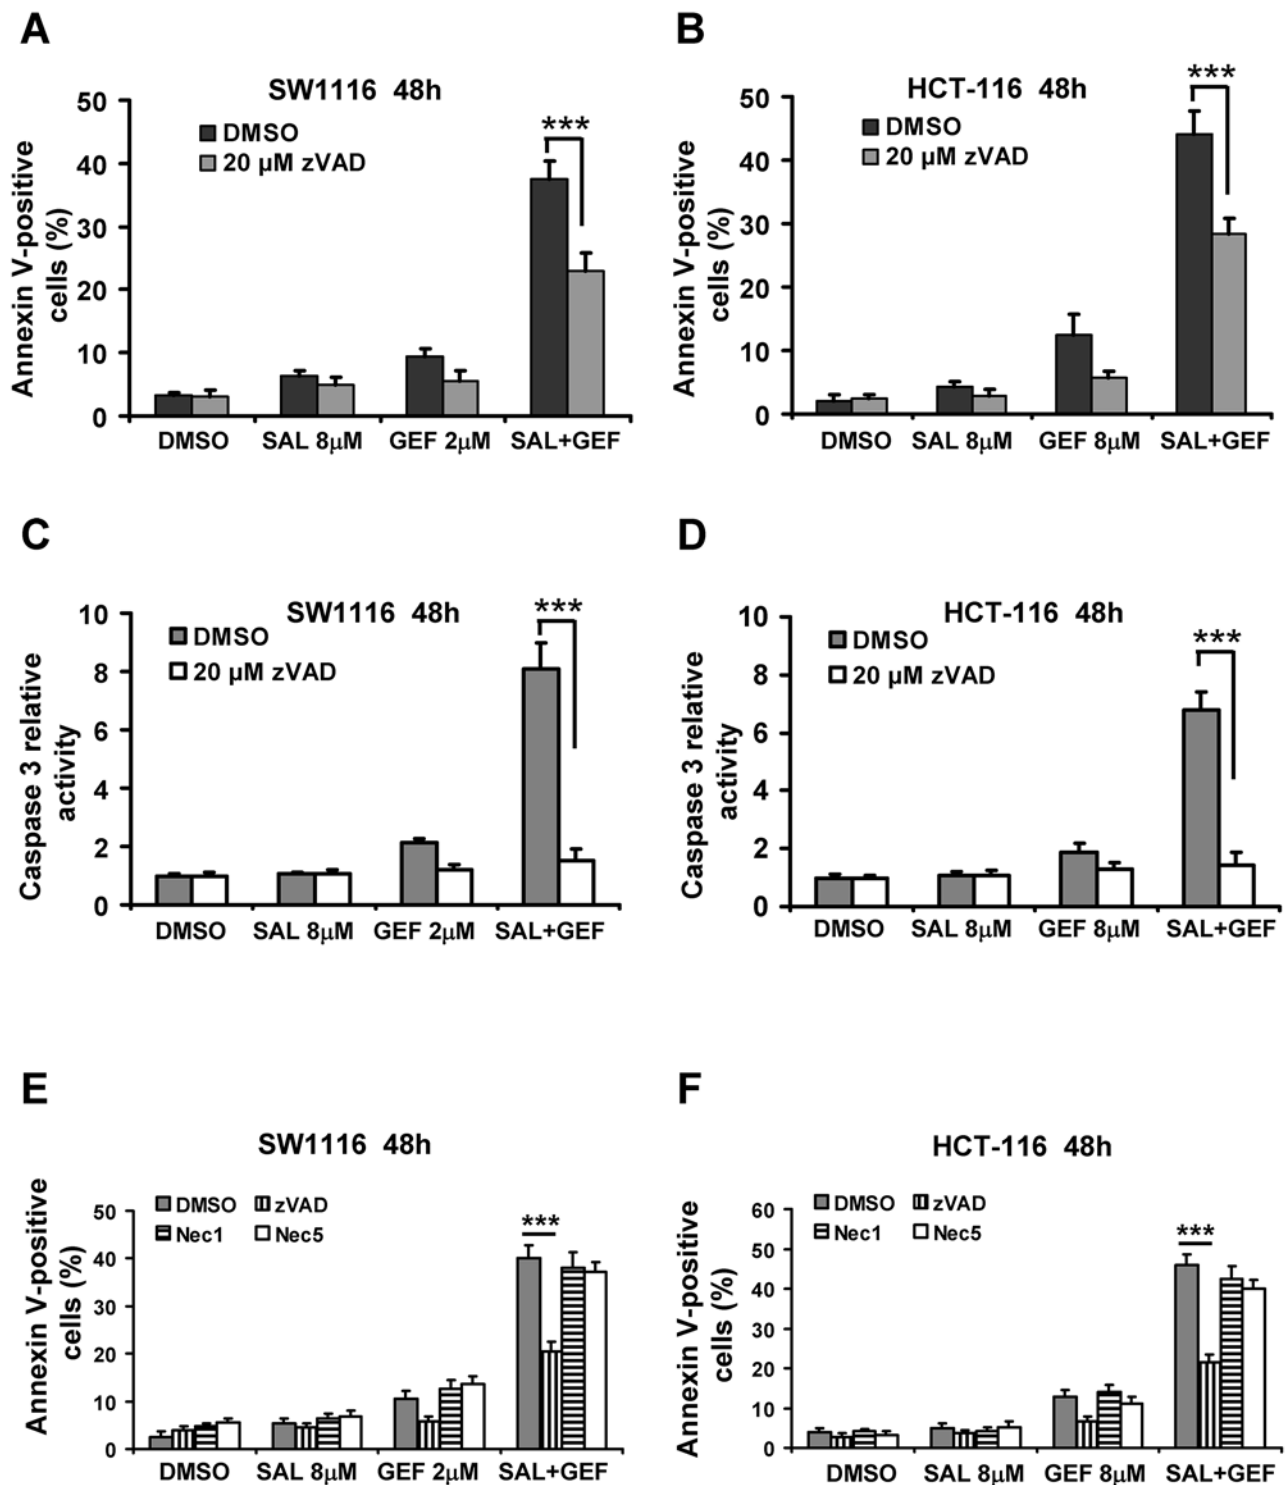 A
SW1116 48h
DMSO
20 µM zVAD
***
Annexin V-positive
cells (%)
50
40
30
20
10
0
DMSO SAL 8µM GEF 2µM SAL+GEF
B
HCT-116 48h
DMSO
20 µM zVAD
***
Annexin V-positive
cells (%)
50
40
30
20
10
0
DMSO SAL 8µM GEF 8µM SAL+GEF
C
SW1116 48h
DMSO
20 µM zVAD
***
Caspase 3 relative
activity
10
8
6
4
2
0
DMSO SAL 8µM GEF 2µM SAL+GEF
D
HCT-116 48h
DMSO
20 µM zVAD
***
Caspase 3 relative
activity
10
8
6
4
2
0
DMSO SAL 8µM GEF 8µM SAL+GEF
E
SW1116 48h
DMSO zVAD
Nec1 Nec5
***
Annexin V-positive
cells (%)
50
40
30
20
10
0
DMSO SAL 8µM GEF 2µM SAL+GEF
F
HCT-116 48h
DMSO zVAD
Nec1 Nec5
***
Annexin V-positive
cells (%)
60
50
40
30
20
10
0
DMSO SAL 8µM GEF 8µM SAL+GEF